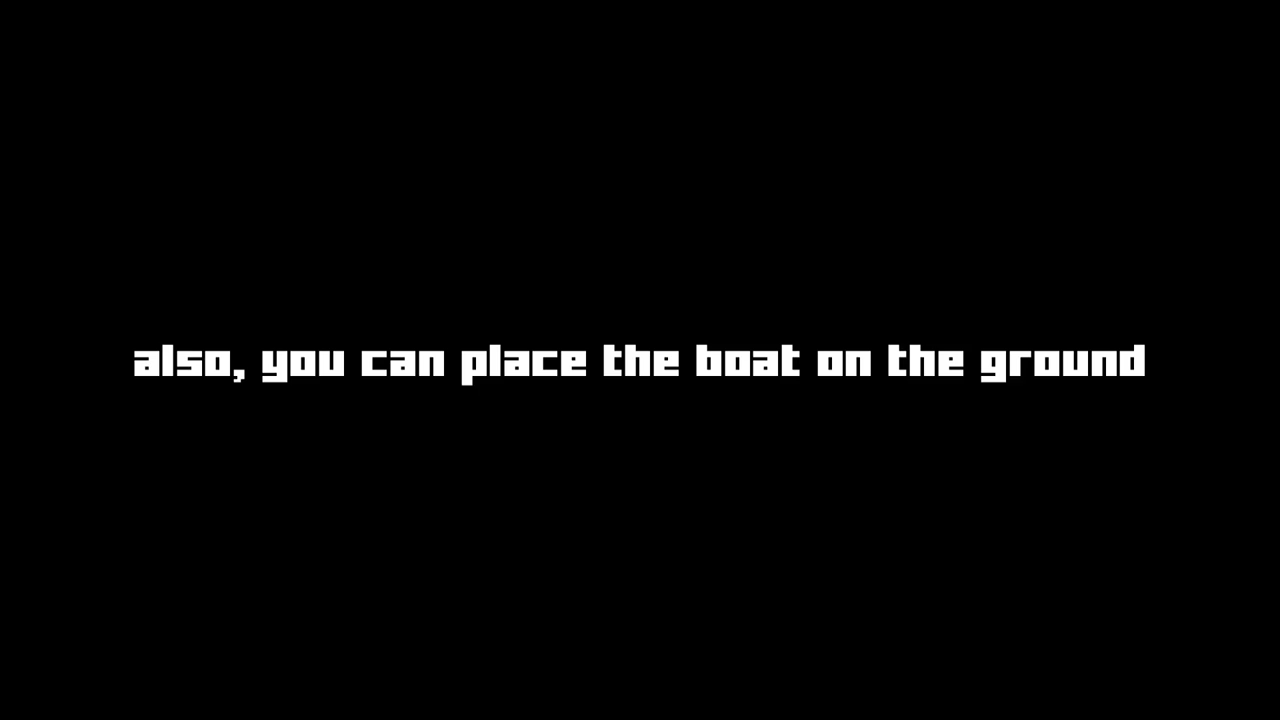 also, you can place the boat on the ground